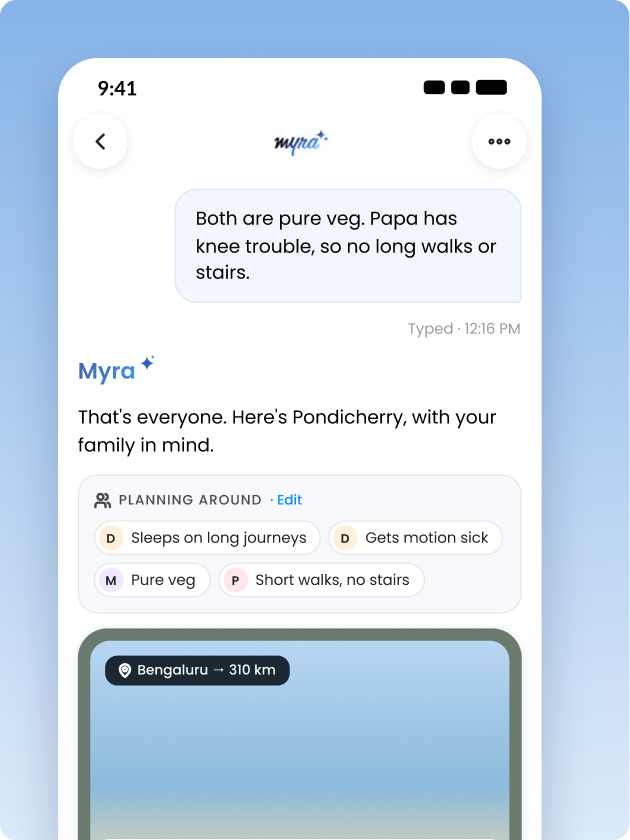 9:41
myra
Both are pure veg. Papa has
knee trouble, so no long walks or
stairs.
Typed · 12:16 PM
Myra
That's everyone. Here's Pondicherry, with your
family in mind.
PLANNING AROUND · Edit
D Sleeps on long journeys D Gets motion sick
M Pure veg P Short walks, no stairs
Bengaluru → 310 km